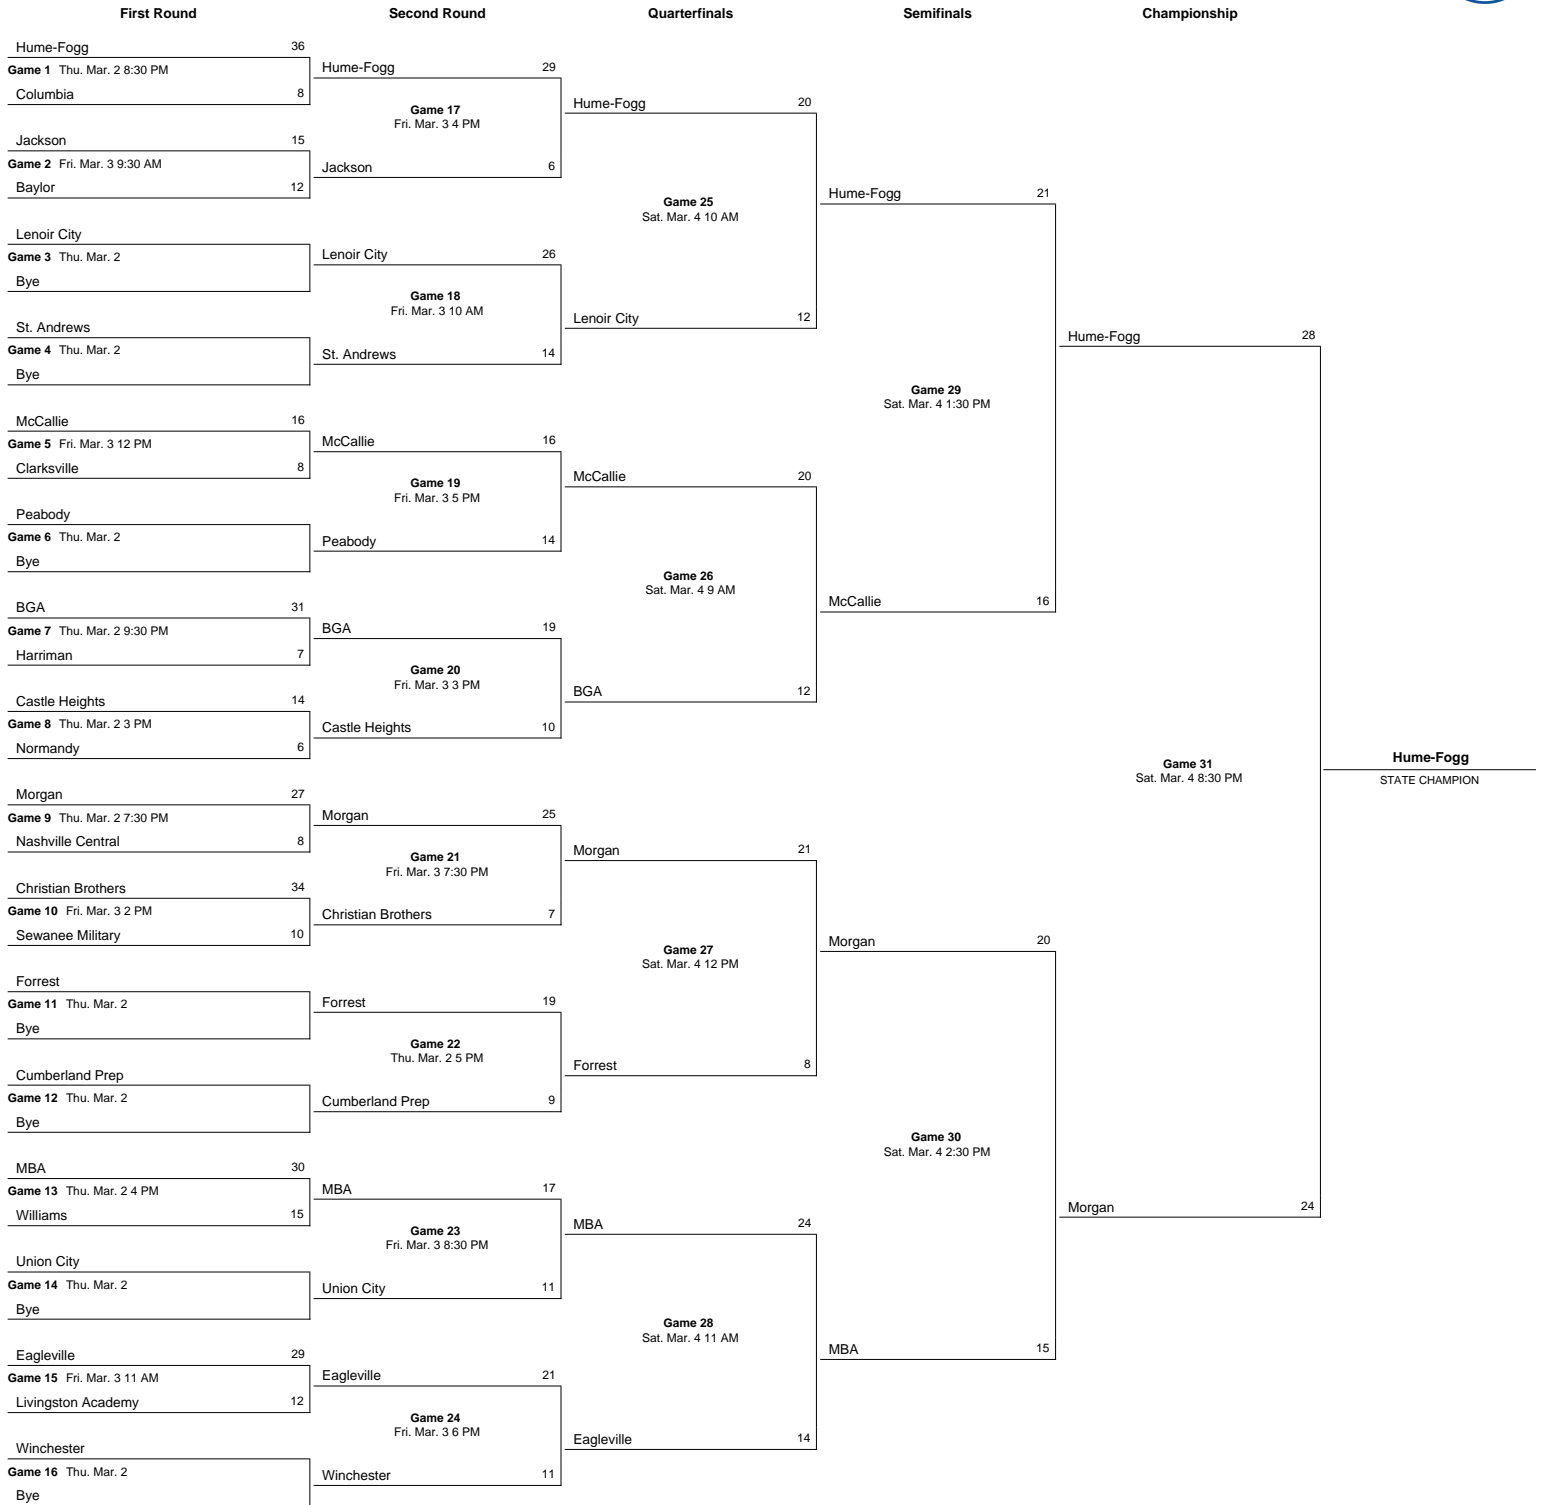 First Round
Second Round
Quarterfinals
Semifinals
Championship
Hume-Fogg 36
Game 1 Thu. Mar. 2 8:30 PM
Columbia 8
Jackson 15
Game 2 Fri. Mar. 3 9:30 AM
Baylor 12
Lenoir City
Game 3 Thu. Mar. 2
Bye
St. Andrews
Game 4 Thu. Mar. 2
Bye
McCallie 16
Game 5 Fri. Mar. 3 12 PM
Clarksville 8
Peabody
Game 6 Thu. Mar. 2
Bye
BGA 31
Game 7 Thu. Mar. 2 9:30 PM
Harriman 7
Castle Heights 14
Game 8 Thu. Mar. 2 3 PM
Normandy 6
Morgan 27
Game 9 Thu. Mar. 2 7:30 PM
Nashville Central 8
Christian Brothers 34
Game 10 Fri. Mar. 3 2 PM
Sewanee Military 10
Forrest
Game 11 Thu. Mar. 2
Bye
Cumberland Prep
Game 12 Thu. Mar. 2
Bye
MBA 30
Game 13 Thu. Mar. 2 4 PM
Williams 15
Union City
Game 14 Thu. Mar. 2
Bye
Eagleville 29
Game 15 Fri. Mar. 3 11 AM
Livingston Academy 12
Winchester
Game 16 Thu. Mar. 2
Bye
Hume-Fogg 29
Game 17
Fri. Mar. 3 4 PM
Jackson 6
Lenoir City 26
Game 18
Fri. Mar. 3 10 AM
St. Andrews 14
McCallie 16
Game 19
Fri. Mar. 3 5 PM
Peabody 14
BGA 19
Game 20
Fri. Mar. 3 3 PM
Castle Heights 10
Morgan 25
Game 21
Fri. Mar. 3 7:30 PM
Christian Brothers 7
Forrest 19
Game 22
Thu. Mar. 2 5 PM
Cumberland Prep 9
MBA 17
Game 23
Fri. Mar. 3 8:30 PM
Union City 11
Eagleville 21
Game 24
Fri. Mar. 3 6 PM
Winchester 11
Hume-Fogg 20
Game 25
Sat. Mar. 4 10 AM
Lenoir City 12
McCallie 20
Game 26
Sat. Mar. 4 9 AM
BGA 12
Morgan 21
Game 27
Sat. Mar. 4 12 PM
Forrest 8
MBA 24
Game 28
Sat. Mar. 4 11 AM
Eagleville 14
Hume-Fogg 21
Game 29
Sat. Mar. 4 1:30 PM
McCallie 16
Morgan 20
Game 30
Sat. Mar. 4 2:30 PM
MBA 15
Hume-Fogg 28
Game 31
Sat. Mar. 4 8:30 PM
Morgan 24
Hume-Fogg
STATE CHAMPION